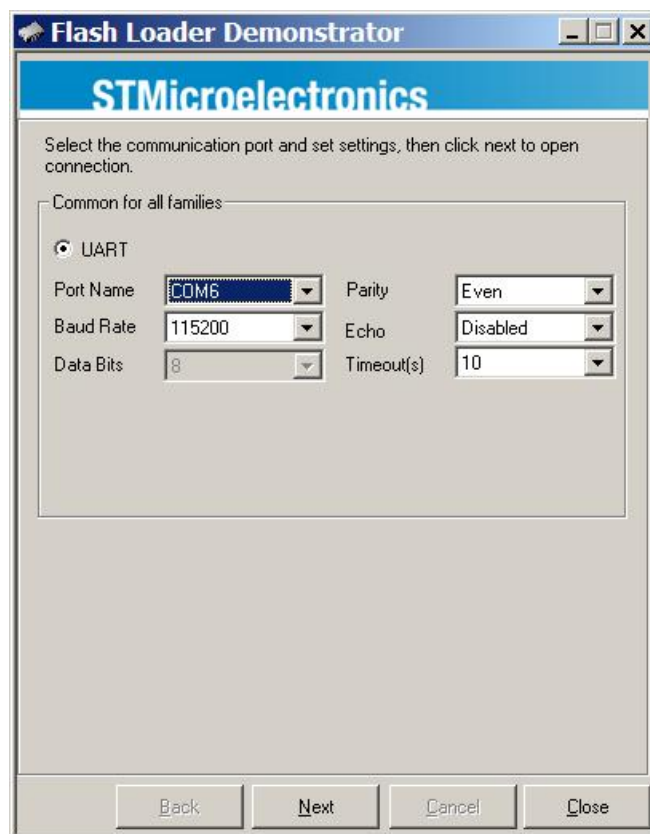 Flash Loader Demonstrator
STMicroelectronics
Select the communication port and set settings, then click next to open
connection.
Common for all families
UART
Port Name COM6 Parity Even
Baud Rate 115200 Echo Disabled
Data Bits 8 Timeout(s) 10
Back Next Cancel Close